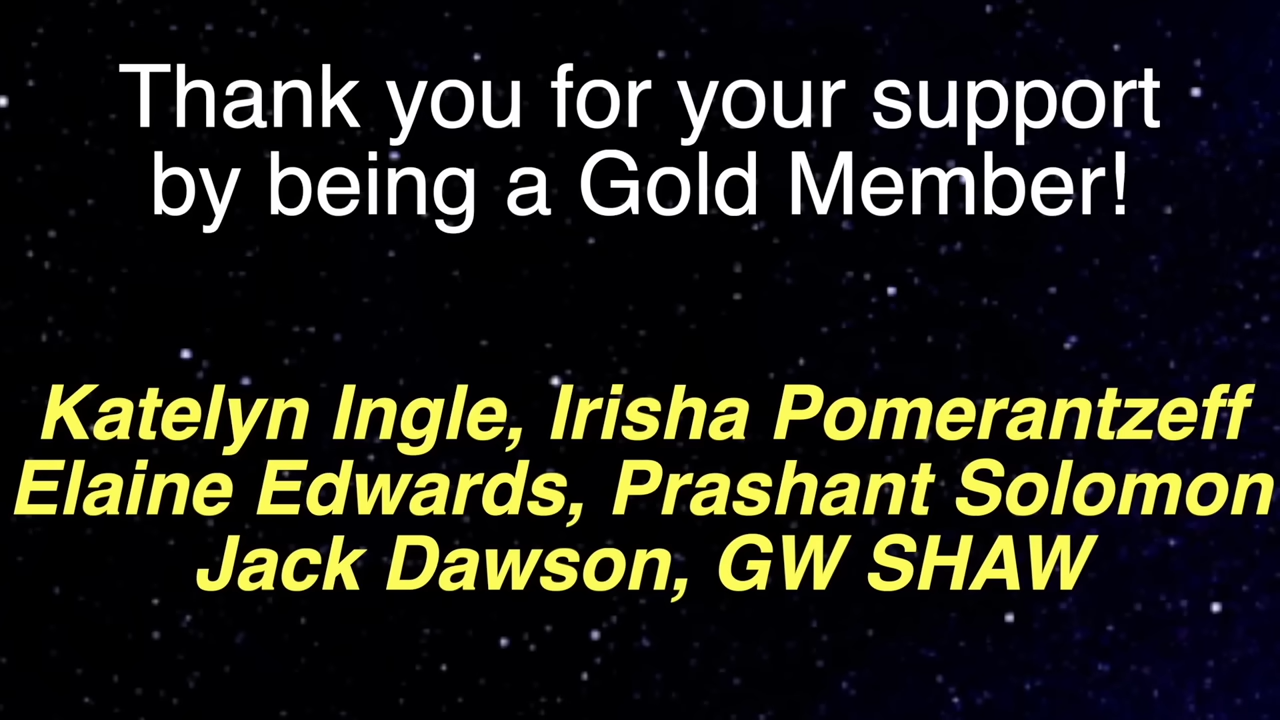 Thank you for your support
by being a Gold Member!
Katelyn Ingle, Irisha Pomerantzeff
Elaine Edwards, Prashant Solomon
Jack Dawson, GW SHAW